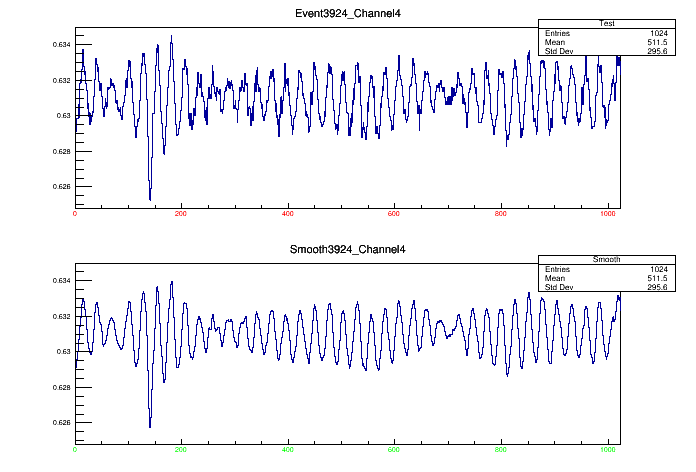 Event3924_Channel4
Test
Entries 1024
Mean 511.5
Std Dev 295.6
0.634
0.632
0.63
0.628
0.626
0 200 400 600 800 1000
Smooth3924_Channel4
Smooth
Entries 1024
Mean 511.5
Std Dev 295.6
0.634
0.632
0.63
0.628
0.626
0 200 400 600 800 1000